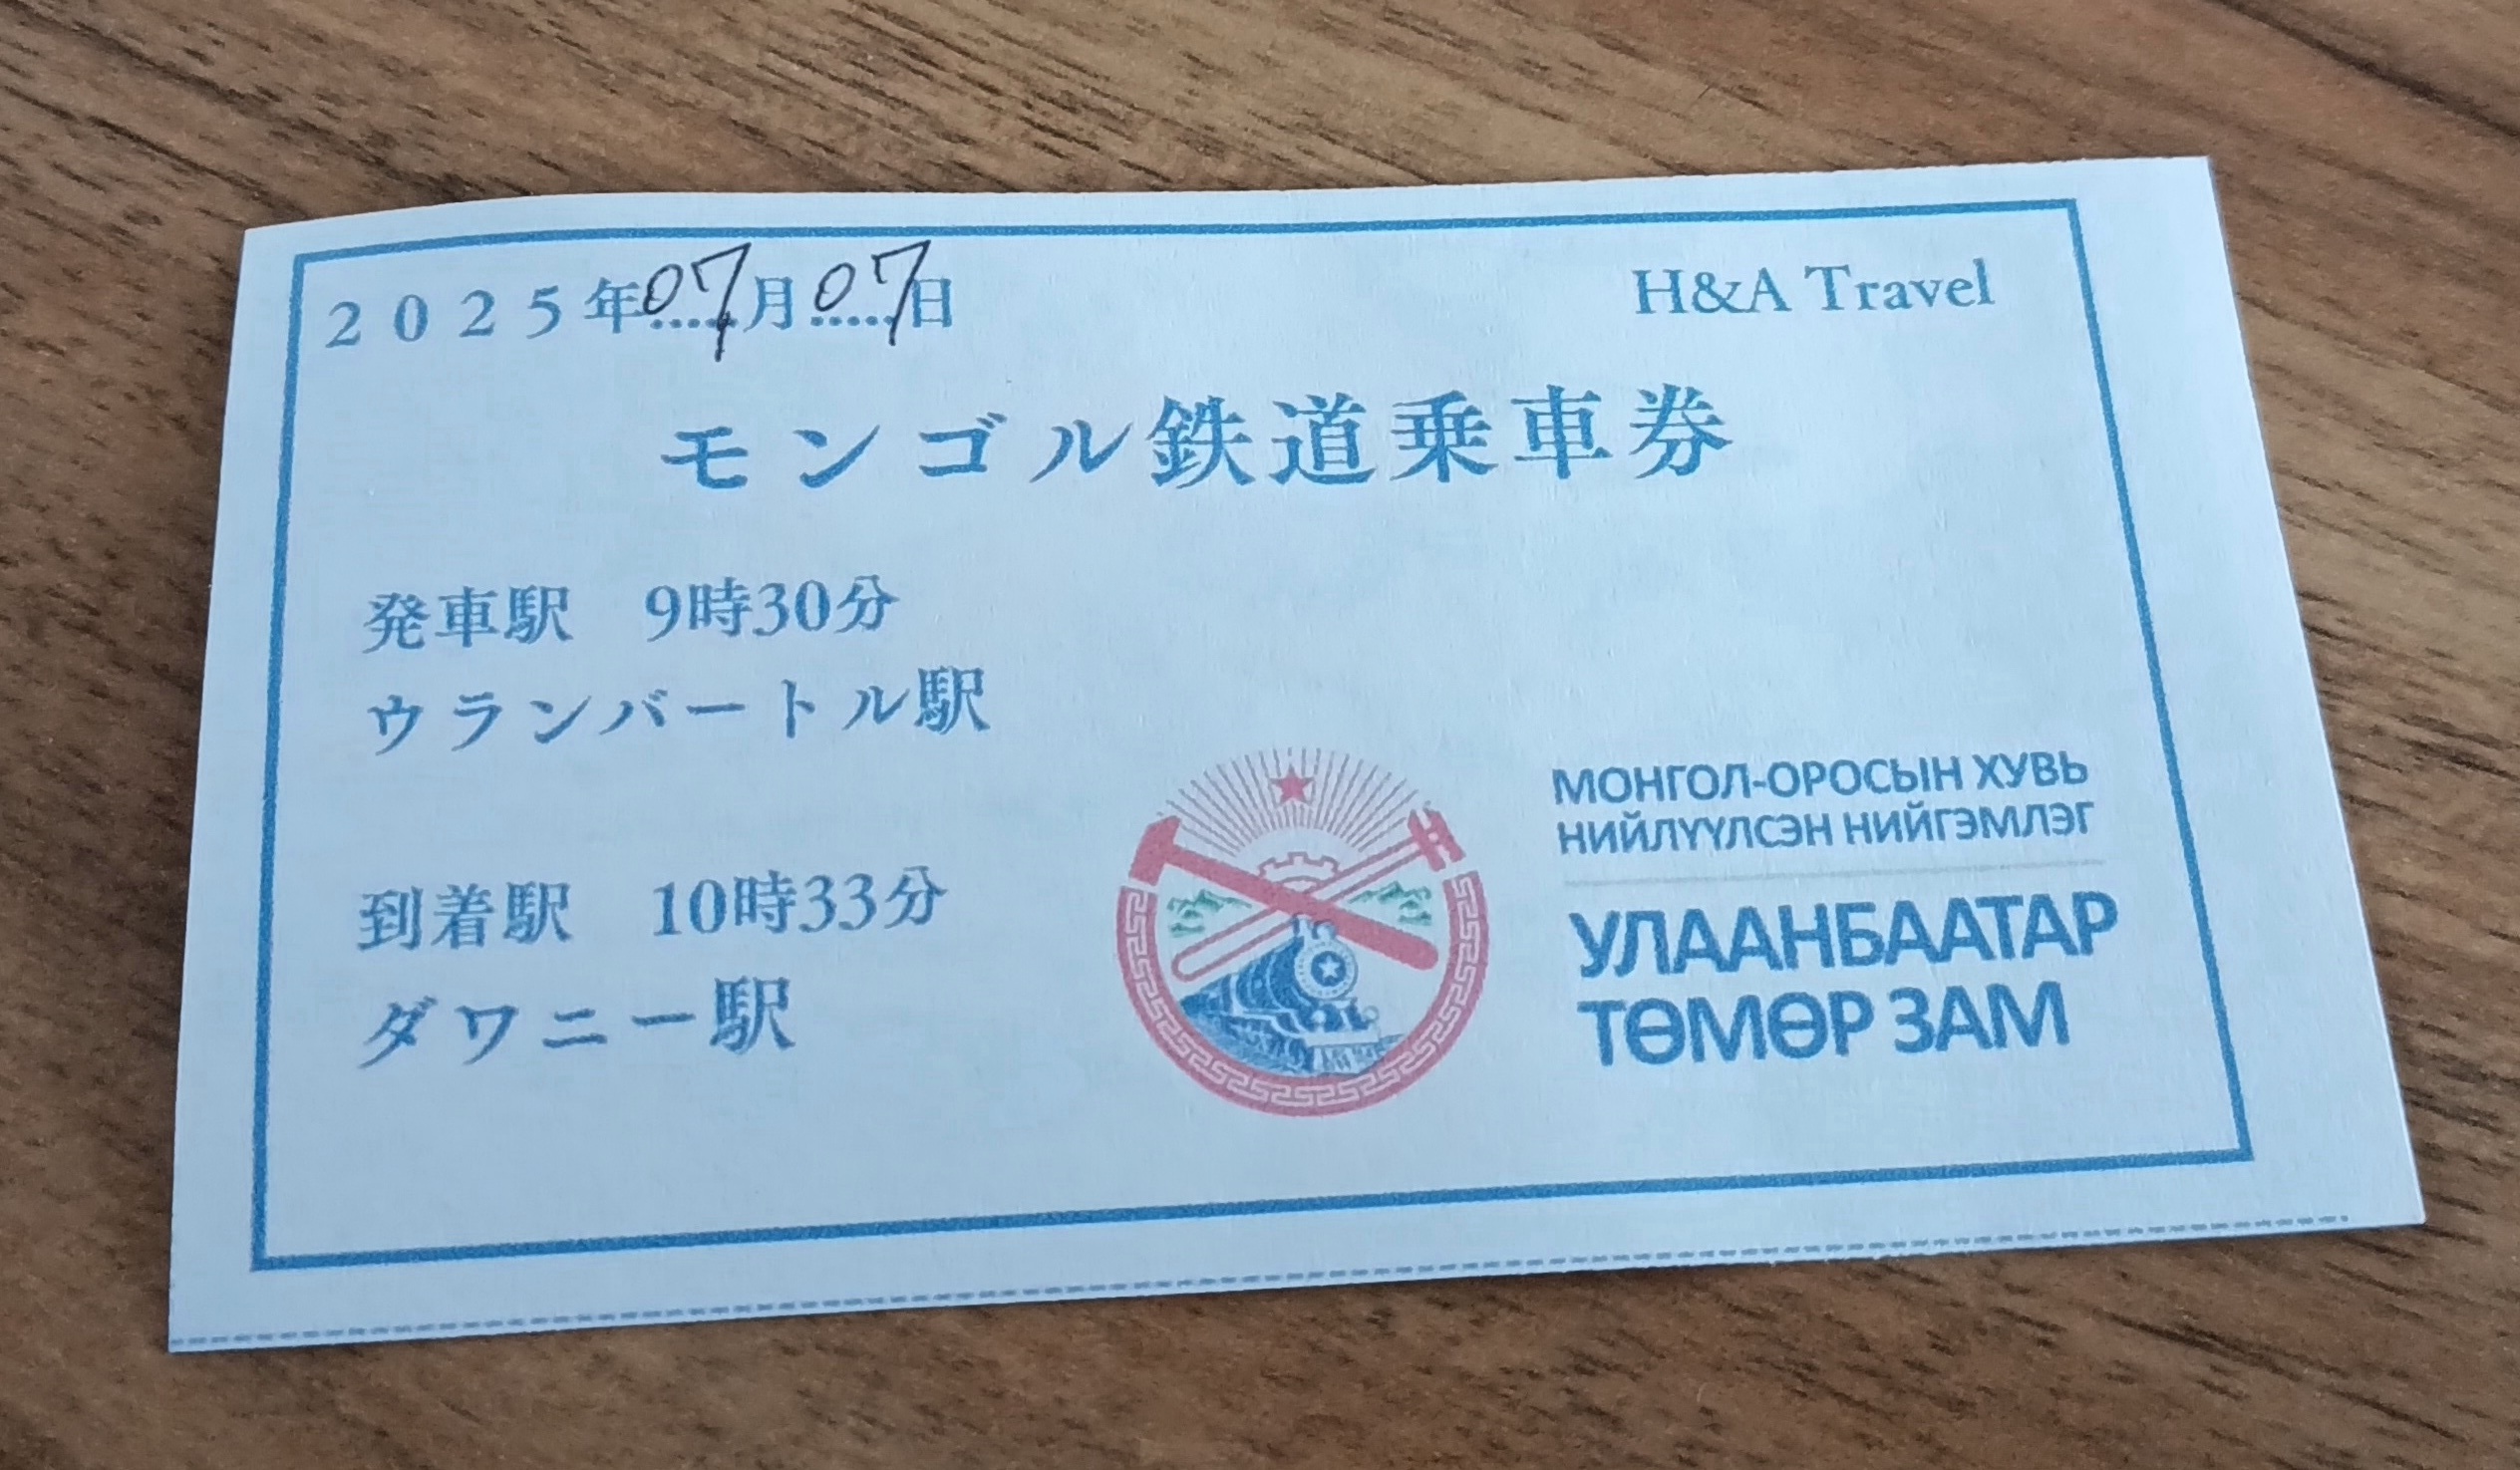 2025年07月07日
H&A Travel
モンゴル鉄道乗車券
発車駅　9時30分
ウランバートル駅
到着駅　10時33分
ダワニー駅
МОНГОЛ-ОРОСЫН ХУВЬ
НИЙЛҮҮЛСЭН НИЙГЭМЛЭГ
УЛААНБААТАР
ТӨМӨР ЗАМ